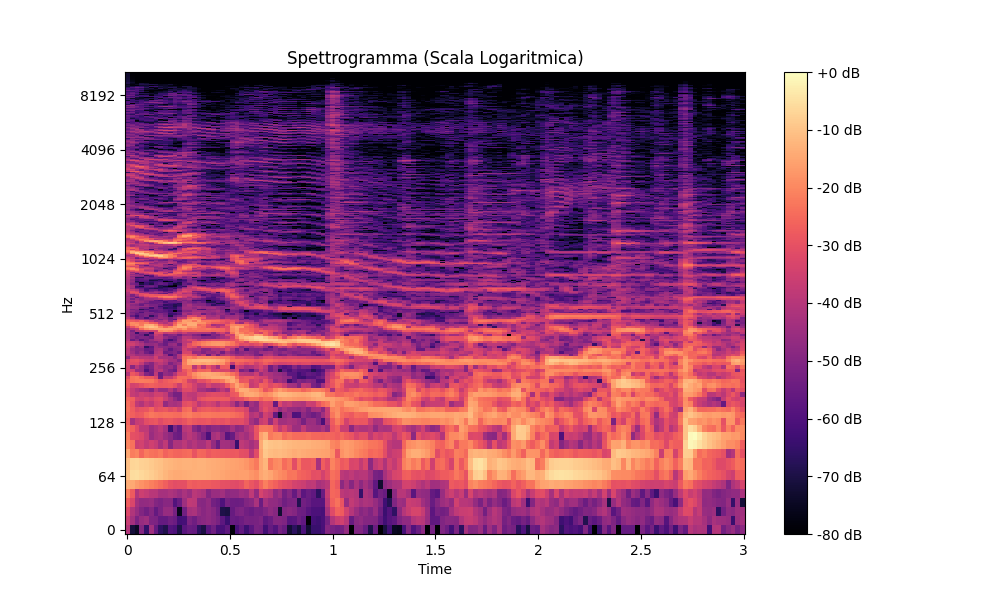 Spettrogramma (Scala Logaritmica)
Hz
8192
4096
2048
1024
512
256
128
64
0
0
0.5
1
1.5
2
2.5
3
Time
+0 dB
-10 dB
-20 dB
-30 dB
-40 dB
-50 dB
-60 dB
-70 dB
-80 dB